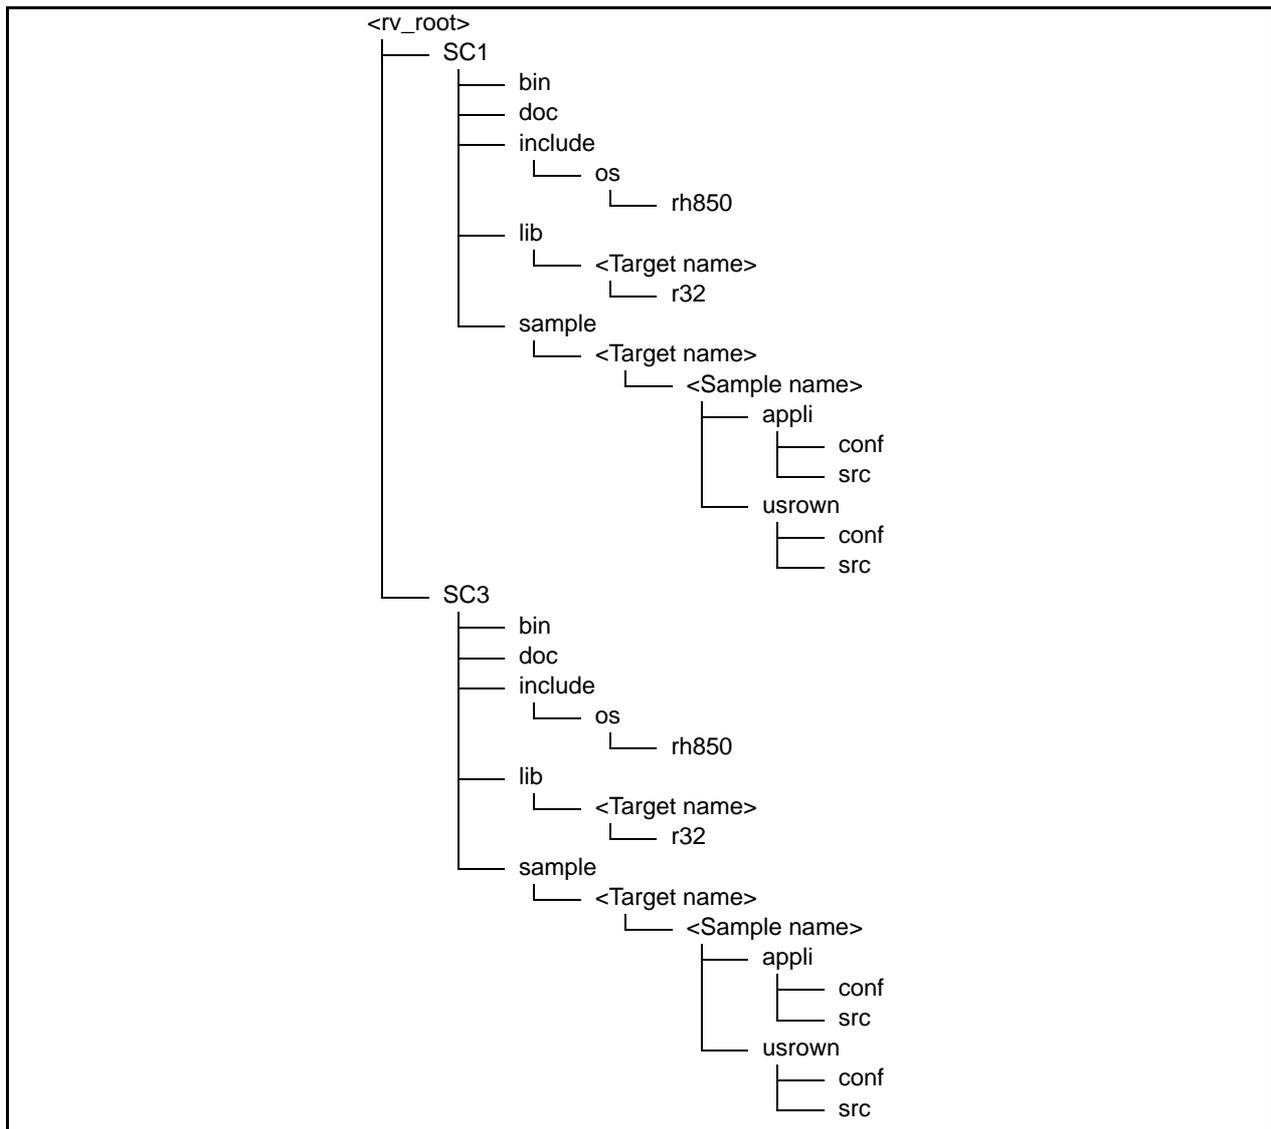 <rv_root>
SC1
bin
doc
include
os
rh850
lib
<Target name>
r32
sample
<Target name>
<Sample name>
appli
conf
src
usrown
conf
src
SC3
bin
doc
include
os
rh850
lib
<Target name>
r32
sample
<Target name>
<Sample name>
appli
conf
src
usrown
conf
src